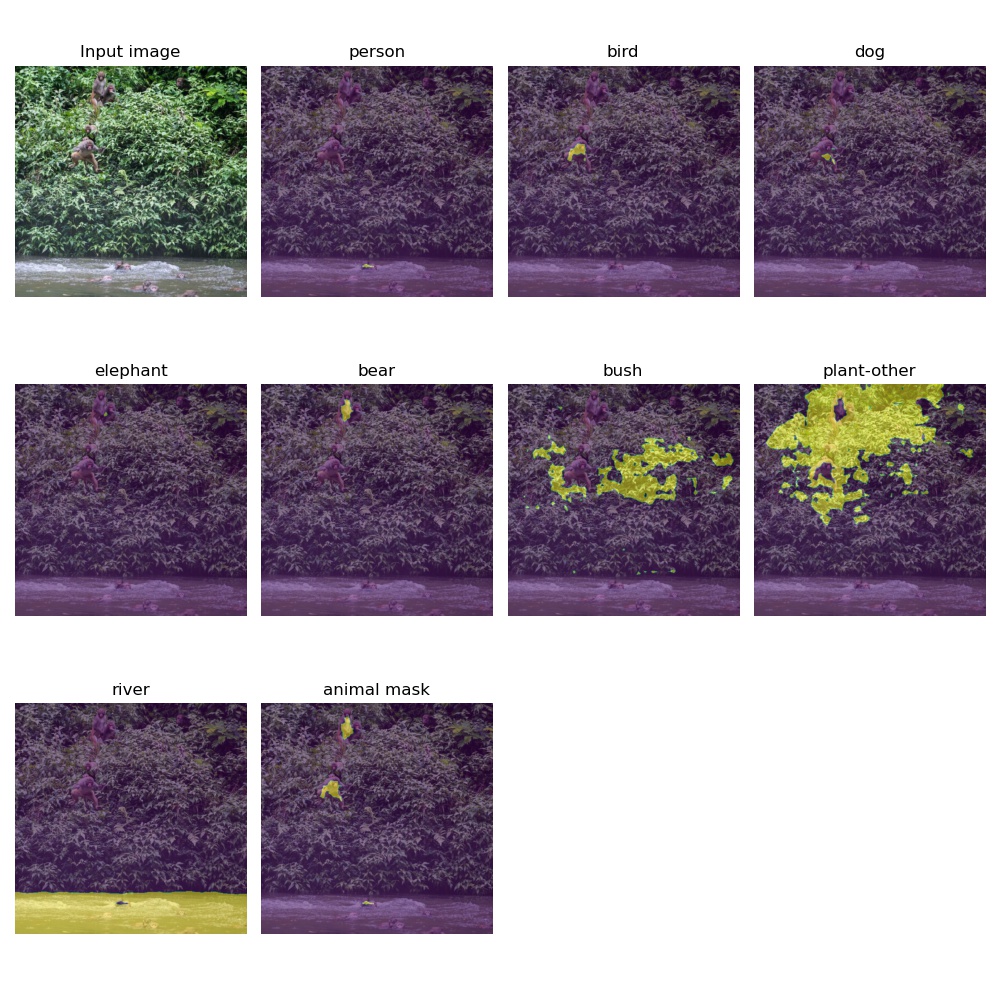 Input image
person
bird
dog
elephant
bear
bush
plant-other
river
animal mask